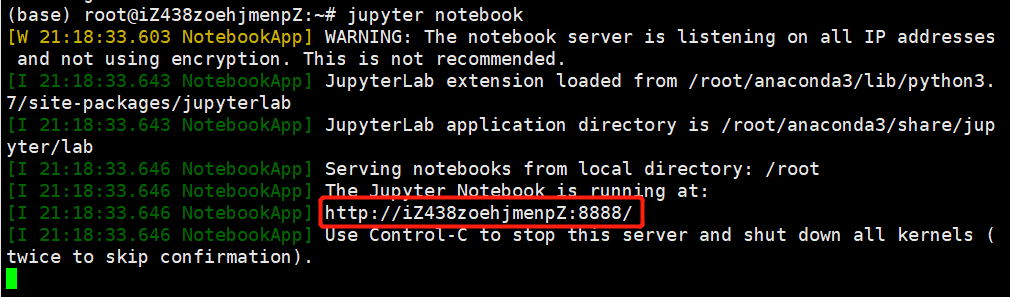 (base) root@iZ438zoehjmenpZ:~# jupyter notebook
[W 21:18:33.603 NotebookApp] WARNING: The notebook server is listening on all IP addresses
 and not using encryption. This is not recommended.
[I 21:18:33.643 NotebookApp] JupyterLab extension loaded from /root/anaconda3/lib/python3.
7/site-packages/jupyterlab
[I 21:18:33.643 NotebookApp] JupyterLab application directory is /root/anaconda3/share/jup
yter/lab
[I 21:18:33.646 NotebookApp] Serving notebooks from local directory: /root
[I 21:18:33.646 NotebookApp] The Jupyter Notebook is running at:
[I 21:18:33.646 NotebookApp] http://iZ438zoehjmenpZ:8888/
[I 21:18:33.646 NotebookApp] Use Control-C to stop this server and shut down all kernels (
twice to skip confirmation).